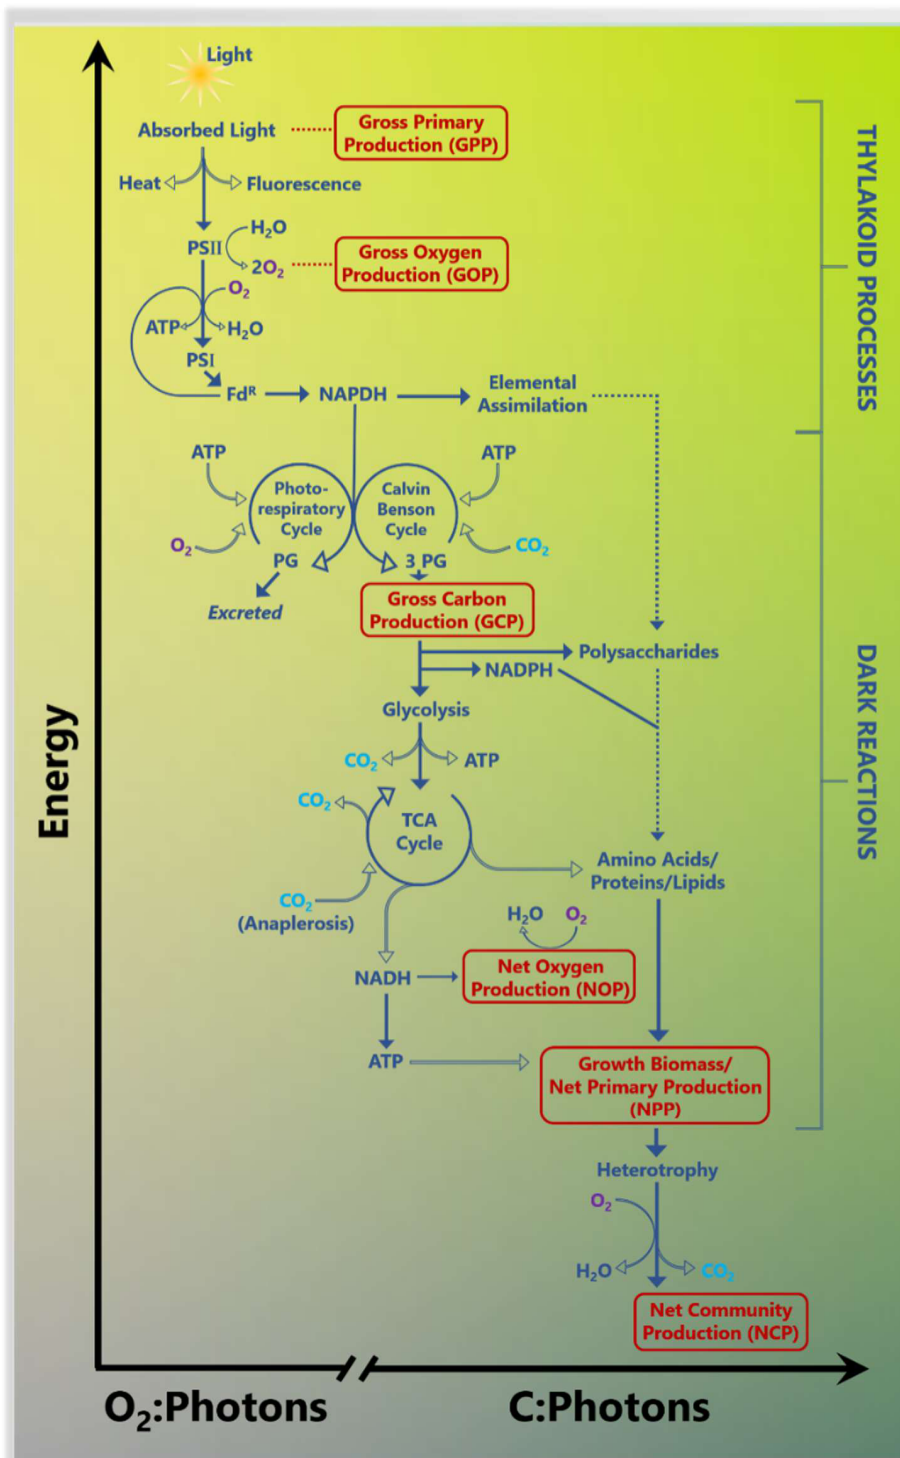 Light
Absorbed Light
Gross Primary
Production (GPP)
Heat
Fluorescence
PSII
H₂O
2O₂
Gross Oxygen
Production (GOP)
O₂
ATP
H₂O
PSI
Fdᴿ
NAPDH
Elemental
Assimilation
THYLAKOID PROCESSES
ATP
ATP
Photo-
respiratory
Cycle
Calvin
Benson
Cycle
O₂
CO₂
PG
3 PG
Excreted
Gross Carbon
Production (GCP)
Polysaccharides
NADPH
Glycolysis
CO₂
ATP
CO₂
TCA
Cycle
DARK REACTIONS
Amino Acids/
Proteins/Lipids
CO₂
(Anaplerosis)
H₂O
O₂
NADH
Net Oxygen
Production (NOP)
ATP
Growth Biomass/
Net Primary Production
(NPP)
Heterotrophy
O₂
H₂O
CO₂
Net Community
Production (NCP)
Energy
O₂:Photons
C:Photons